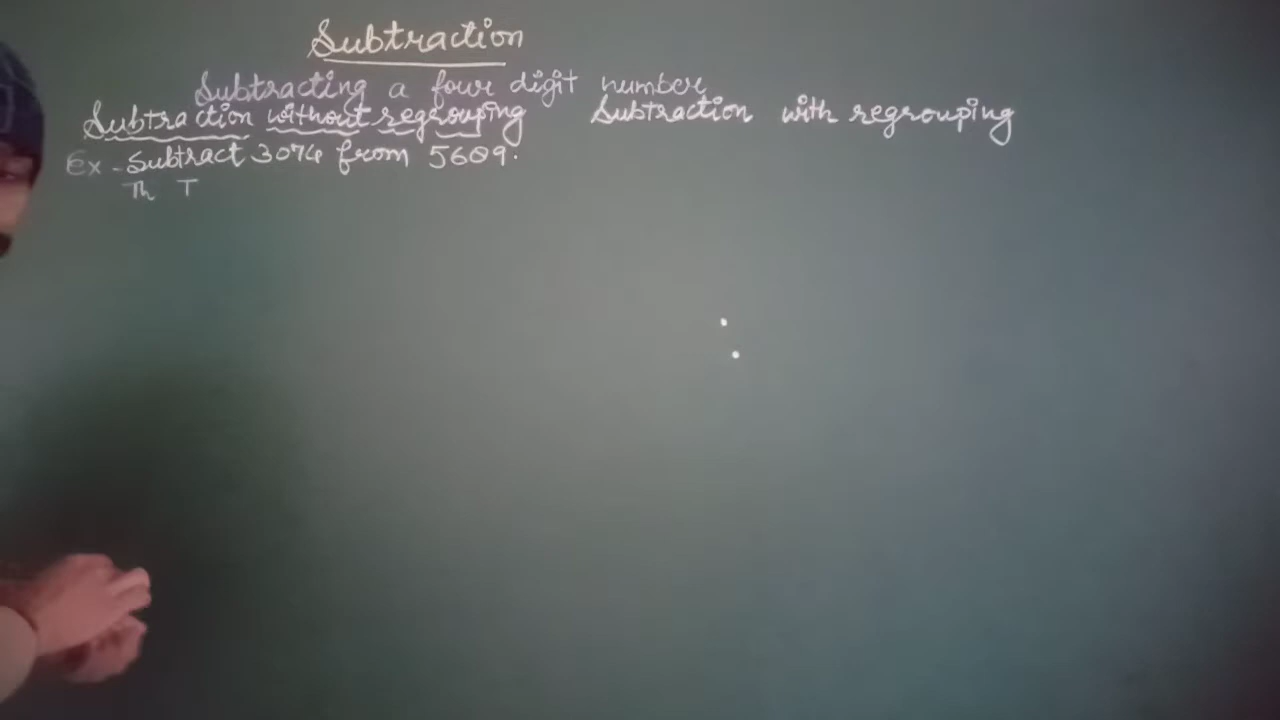 Subtraction
Subtracting a four digit number
Subtraction without regrouping Subtraction with regrouping
Ex - Subtract 3074 from 5609.
Th T